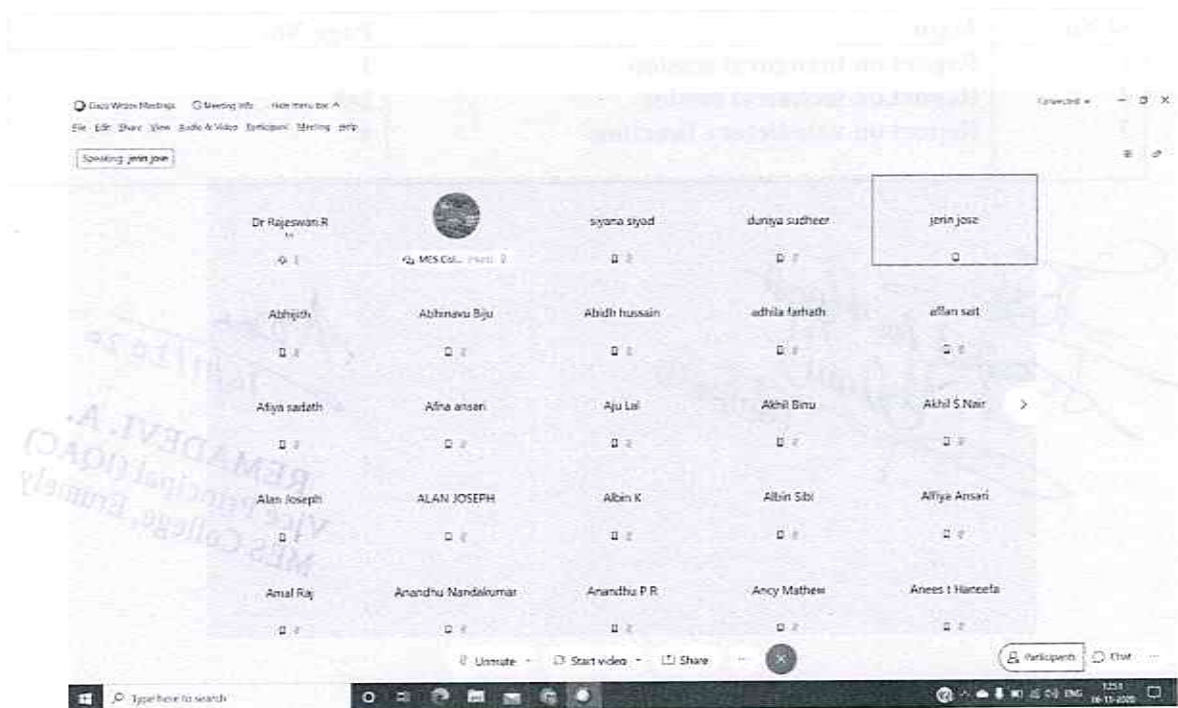 Cisco Webex Meetings Meeting info Hide menu bar
File Edit Share View Audio & Video Participant Meeting Help
Connected
Speaking: jerin jose
Dr Rajeswari.R
MES Col...
siyana siyad
duniya sudheer
jerin jose
Abhijith
Abhinavu Biju
Abidh hussain
adhila farhath
affan sait
Afiya sadath
Afna ansari
Aju Lal
Akhil Binu
Akhil S Nair
Alan Joseph
ALAN JOSEPH
Albin K
Albin Sibi
Alfiya Ansari
Amal Raj
Anandhu Nandakumar
Anandhu P R
Ancy Mathew
Anees t Haneefa
Unmute Start video Share
Participants Chat
Type here to search
ENG
16-11-2020
Report on Inaugural session
Report on technical session
Report on Valedictory function
Page No
REMADEVI. A.
Vice Principal (IQAC)
MES College, Erumely